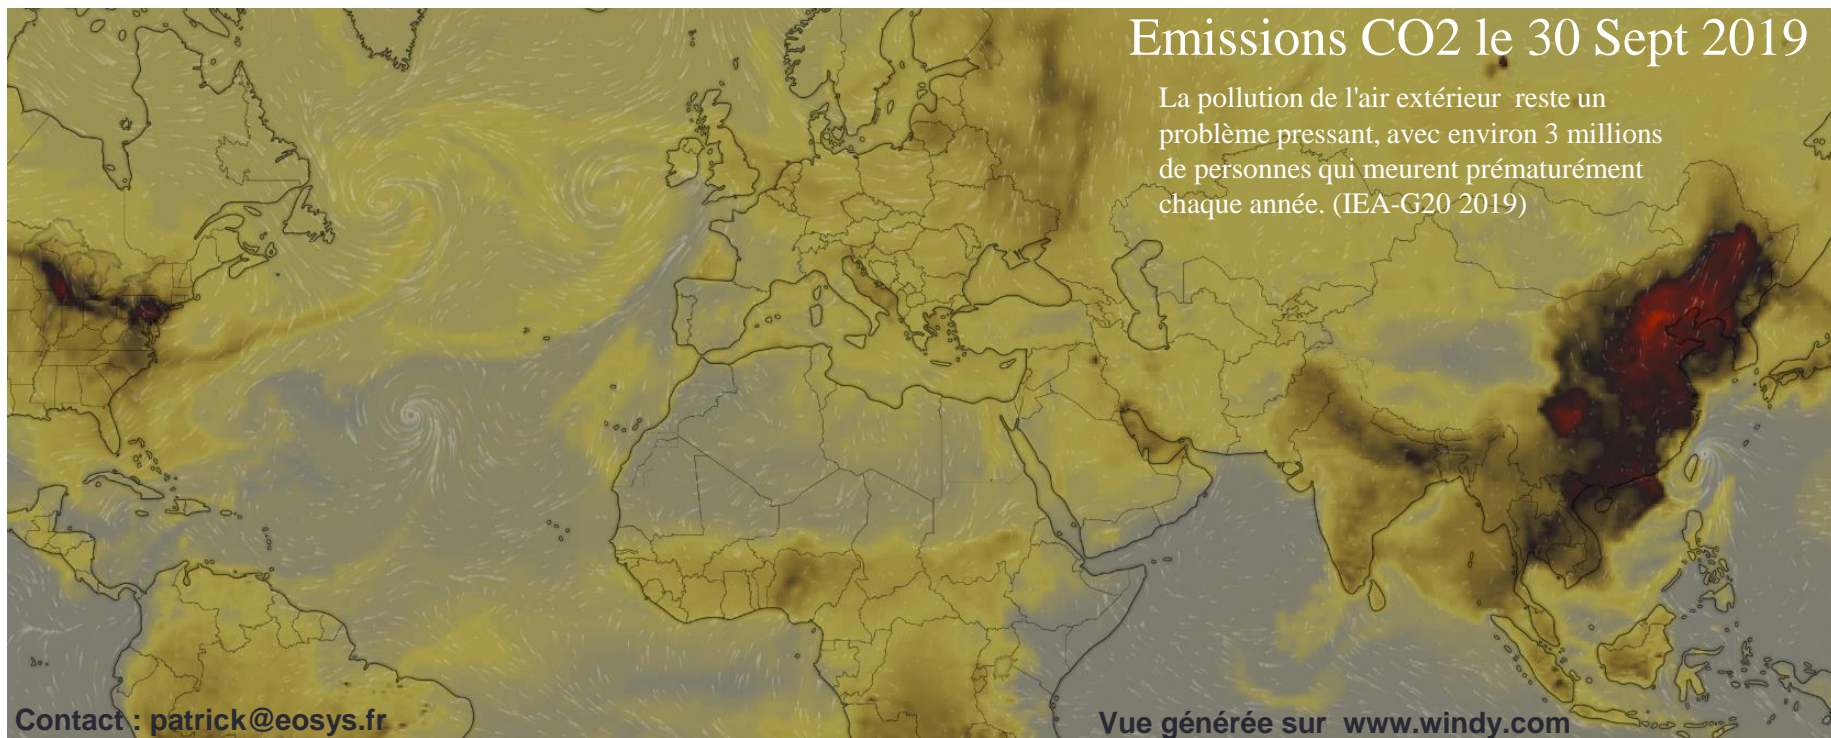 Emissions CO2 le 30 Sept 2019
La pollution de l'air extérieur reste un
problème pressant, avec environ 3 millions
de personnes qui meurent prématurément
chaque année. (IEA-G20 2019)
Contact : patrick@eosys.fr
Vue générée sur www.windy.com